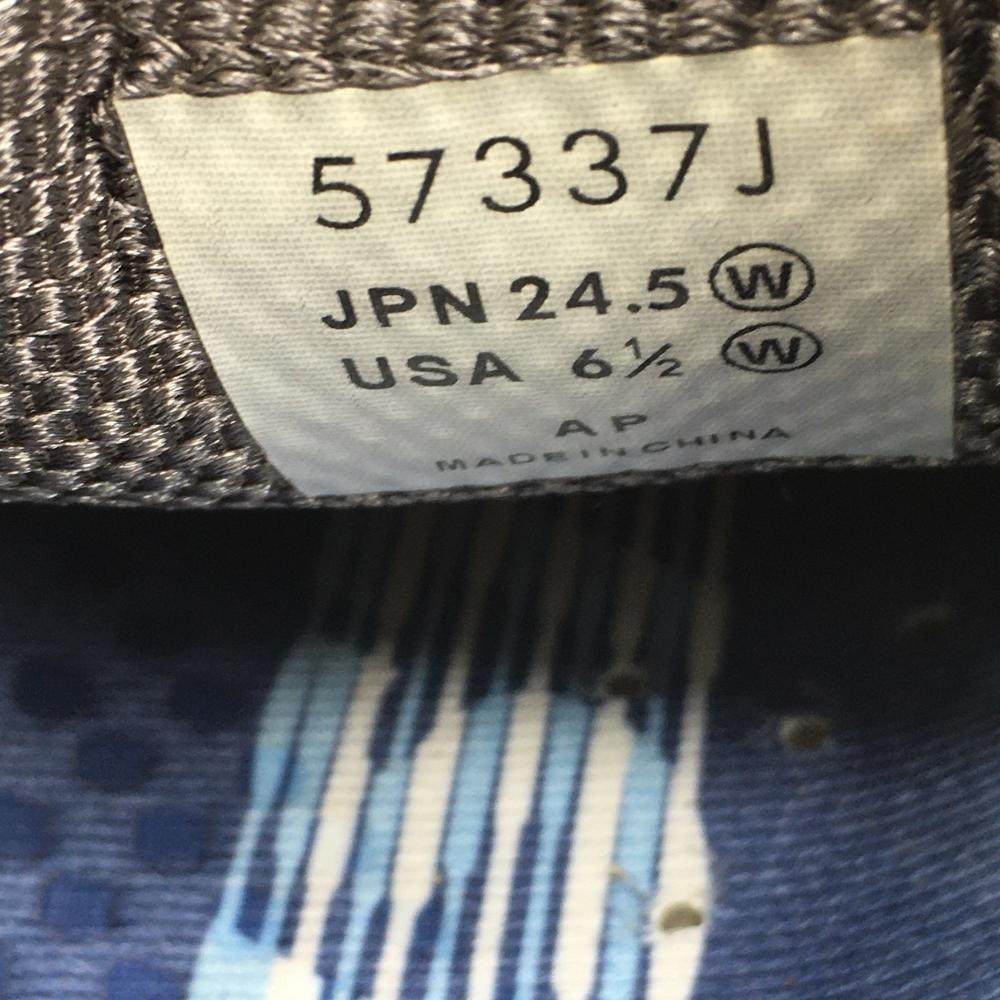 57337J
JPN 24.5 W
USA 6½ W
AP
MADE IN CHINA